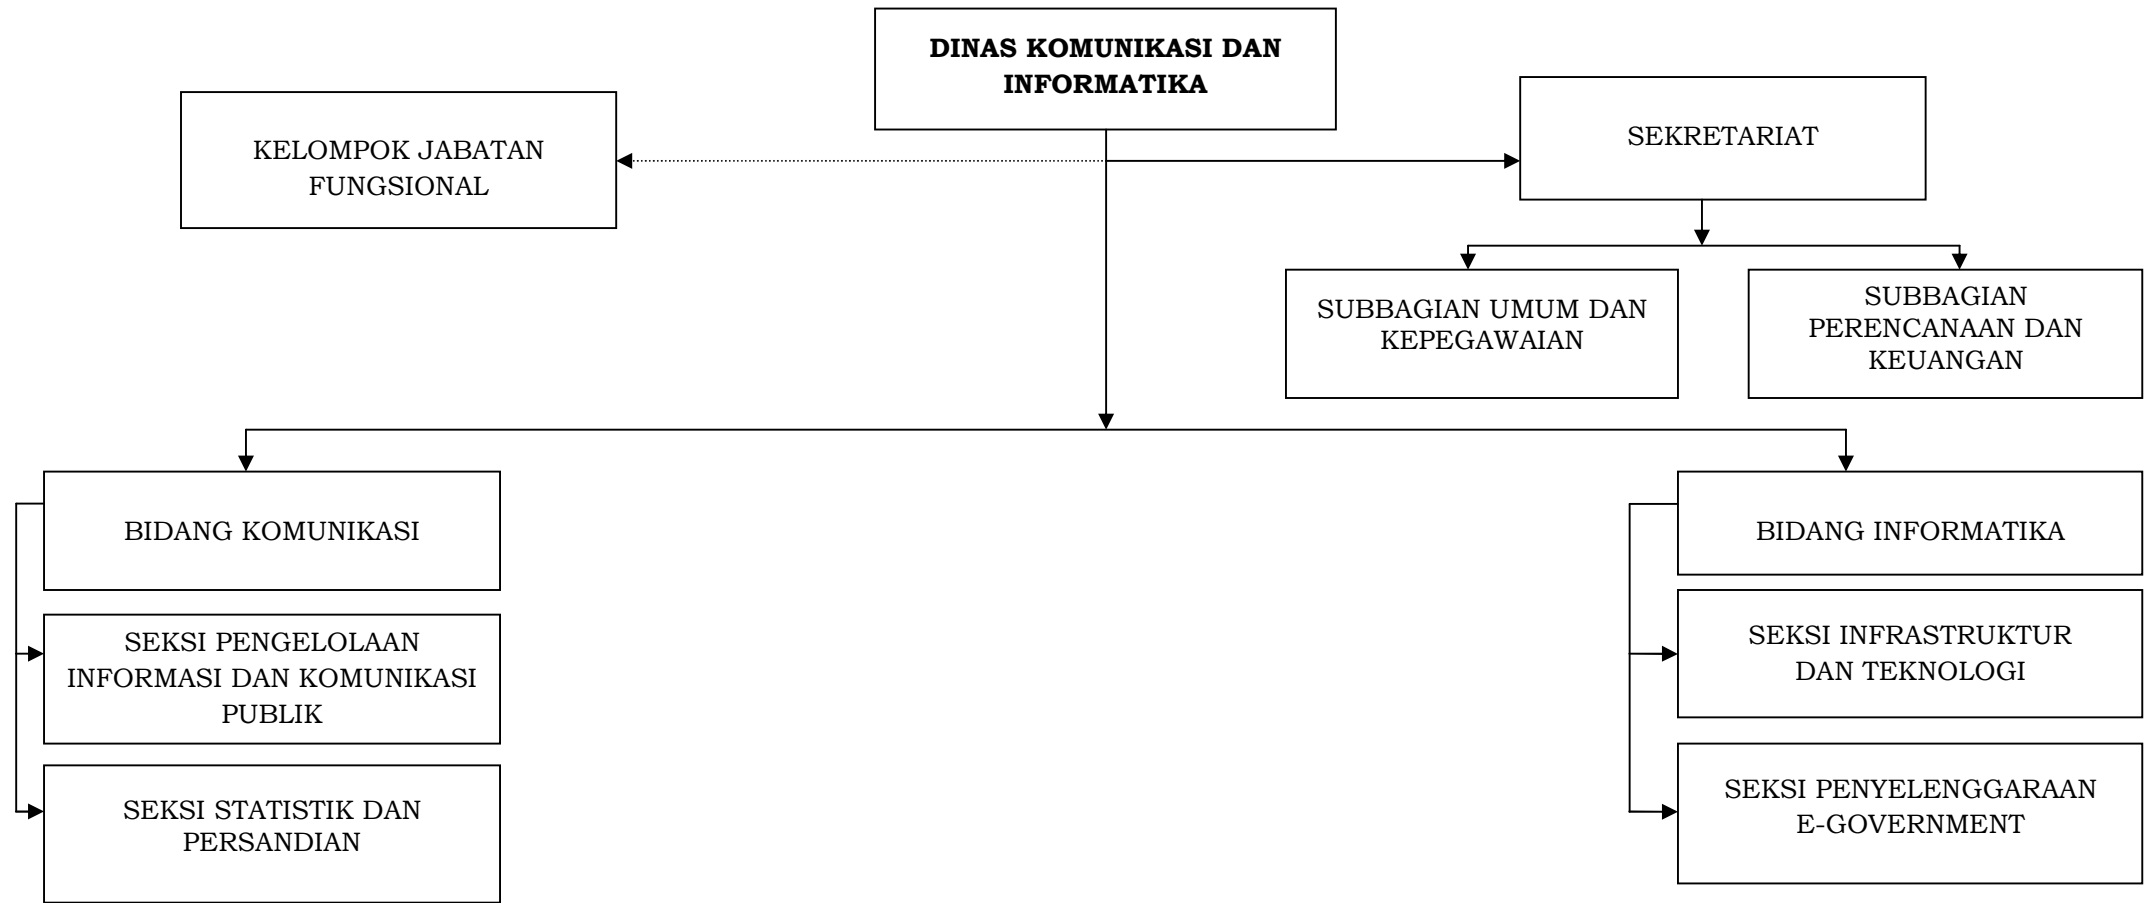 DINAS KOMUNIKASI DAN
INFORMATIKA
KELOMPOK JABATAN
FUNGSIONAL
SEKRETARIAT
SUBBAGIAN UMUM DAN
KEPEGAWAIAN
SUBBAGIAN
PERENCANAAN DAN
KEUANGAN
BIDANG KOMUNIKASI
SEKSI PENGELOLAAN
INFORMASI DAN KOMUNIKASI
PUBLIK
SEKSI STATISTIK DAN
PERSANDIAN
BIDANG INFORMATIKA
SEKSI INFRASTRUKTUR
DAN TEKNOLOGI
SEKSI PENYELENGGARAAN
E-GOVERNMENT